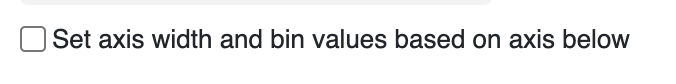 Set axis width and bin values based on axis below